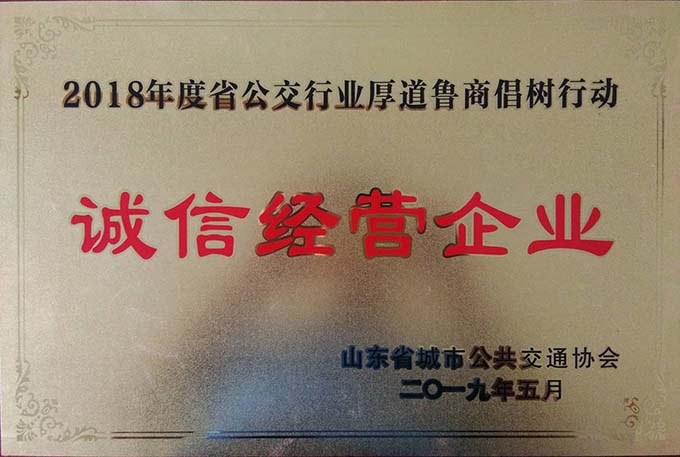 2018年度省公交行业厚道鲁商倡树行动
诚信经营企业
山东省城市公共交通协会
二〇一九年五月